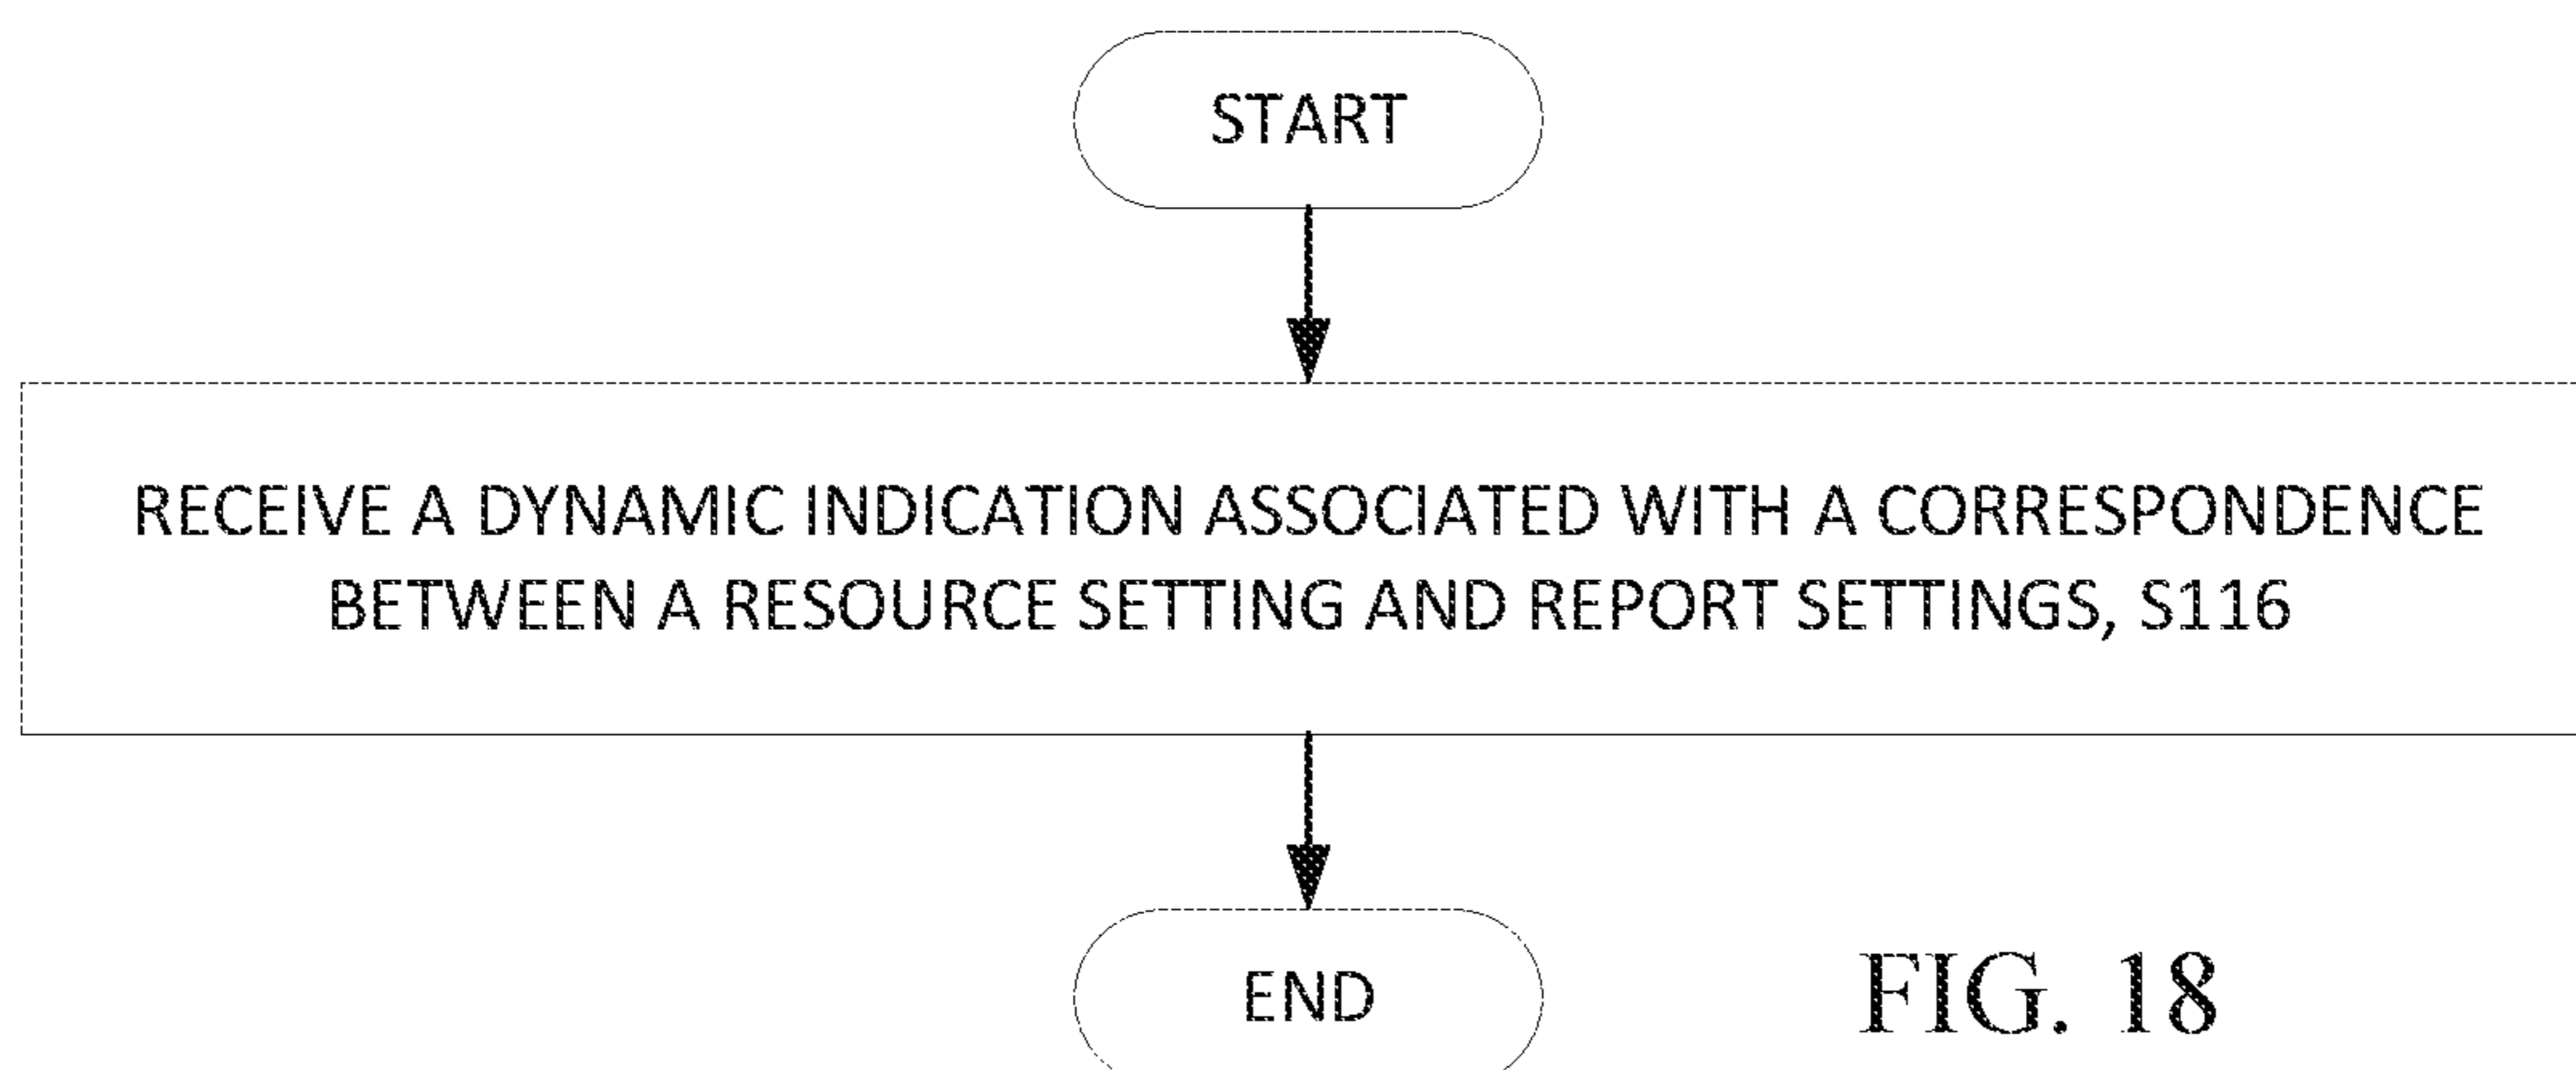 START
RECEIVE A DYNAMIC INDICATION ASSOCIATED WITH A CORRESPONDENCE
BETWEEN A RESOURCE SETTING AND REPORT SETTINGS, S116
END
FIG. 18